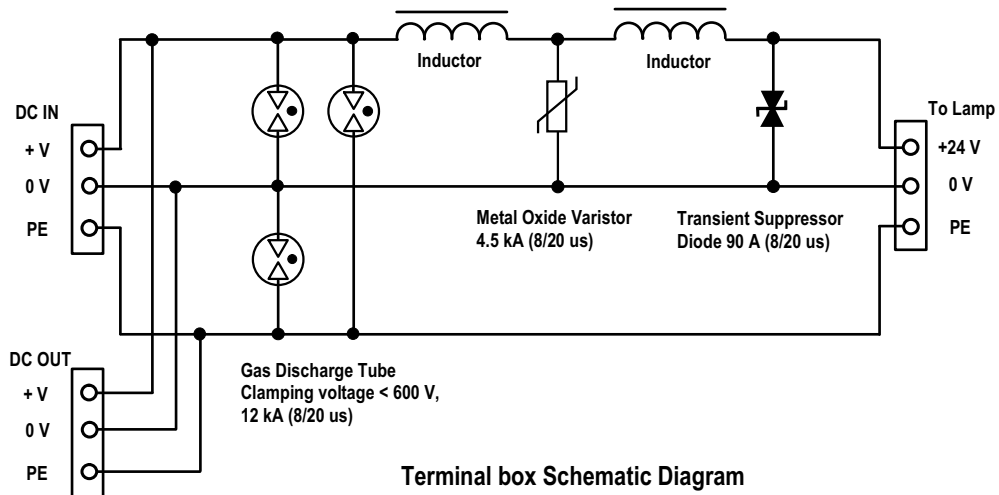 Inductor
Inductor
DC IN
+ V
0 V
PE
To Lamp
+24 V
0 V
PE
Metal Oxide Varistor
4.5 kA (8/20 us)
Transient Suppressor
Diode 90 A (8/20 us)
DC OUT
+ V
0 V
PE
Gas Discharge Tube
Clamping voltage < 600 V,
12 kA (8/20 us)
Terminal box Schematic Diagram